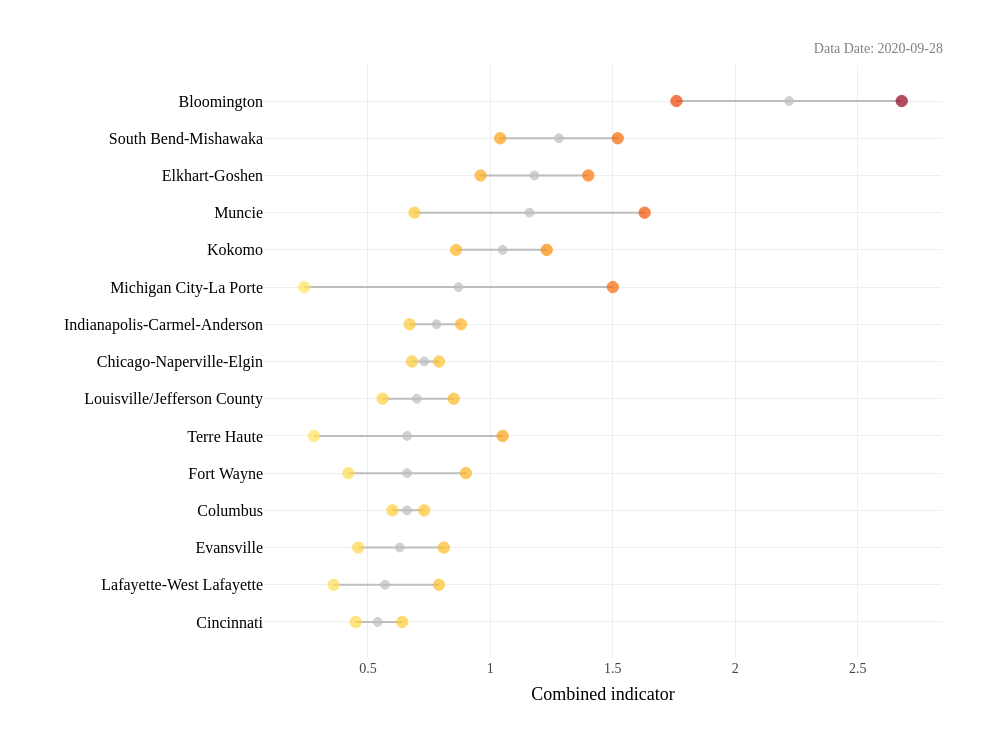 Data Date: 2020-09-28
Bloomington
South Bend-Mishawaka
Elkhart-Goshen
Muncie
Kokomo
Michigan City-La Porte
Indianapolis-Carmel-Anderson
Chicago-Naperville-Elgin
Louisville/Jefferson County
Terre Haute
Fort Wayne
Columbus
Evansville
Lafayette-West Lafayette
Cincinnati
0.5 1 1.5 2 2.5
Combined indicator